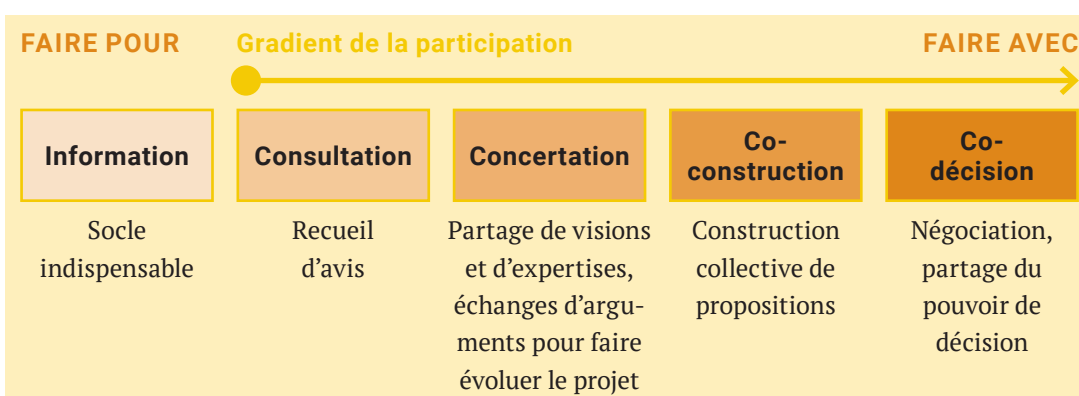 FAIRE POUR
Gradient de la participation
FAIRE AVEC
Information
Socle
indispensable
Consultation
Recueil
d’avis
Concertation
Partage de visions
et d’expertises,
échanges d’argu-
ments pour faire
évoluer le projet
Co-
construction
Construction
collective de
propositions
Co-
décision
Négociation,
partage du
pouvoir de
décision